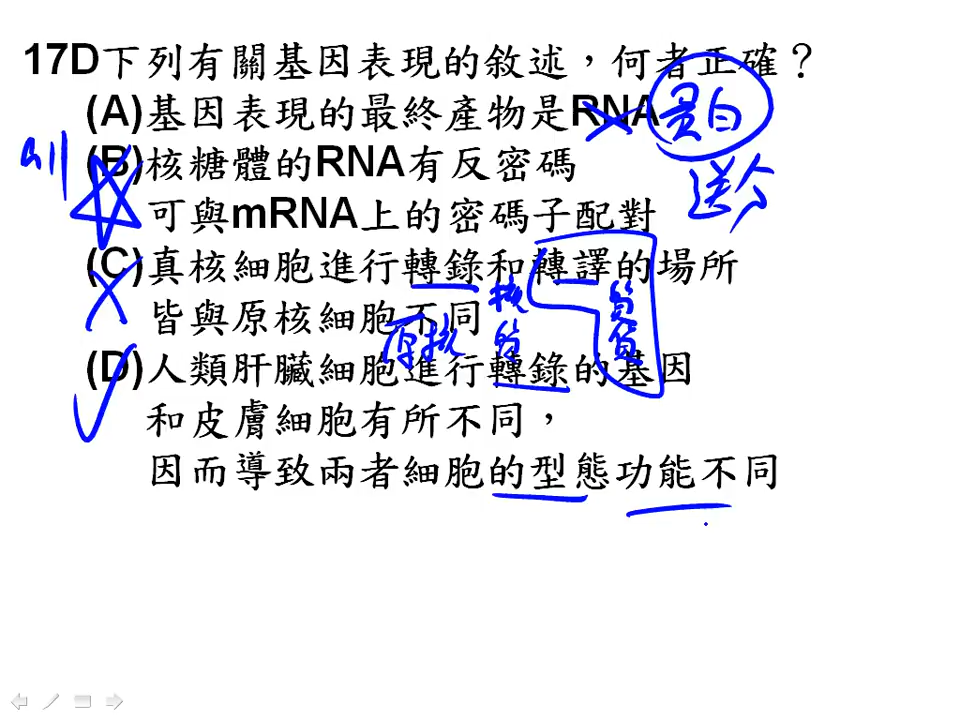 17D下列有關基因表現的敘述，何者正確？
(A)基因表現的最終產物是RNA
蛋白
送分
(B)核糖體的RNA有反密碼
可與mRNA上的密碼子配對
(C)真核細胞進行轉錄和轉譯的場所
皆與原核細胞不同
原核
核
質
(D)人類肝臟細胞進行轉錄的基因
和皮膚細胞有所不同，
因而導致兩者細胞的型態功能不同